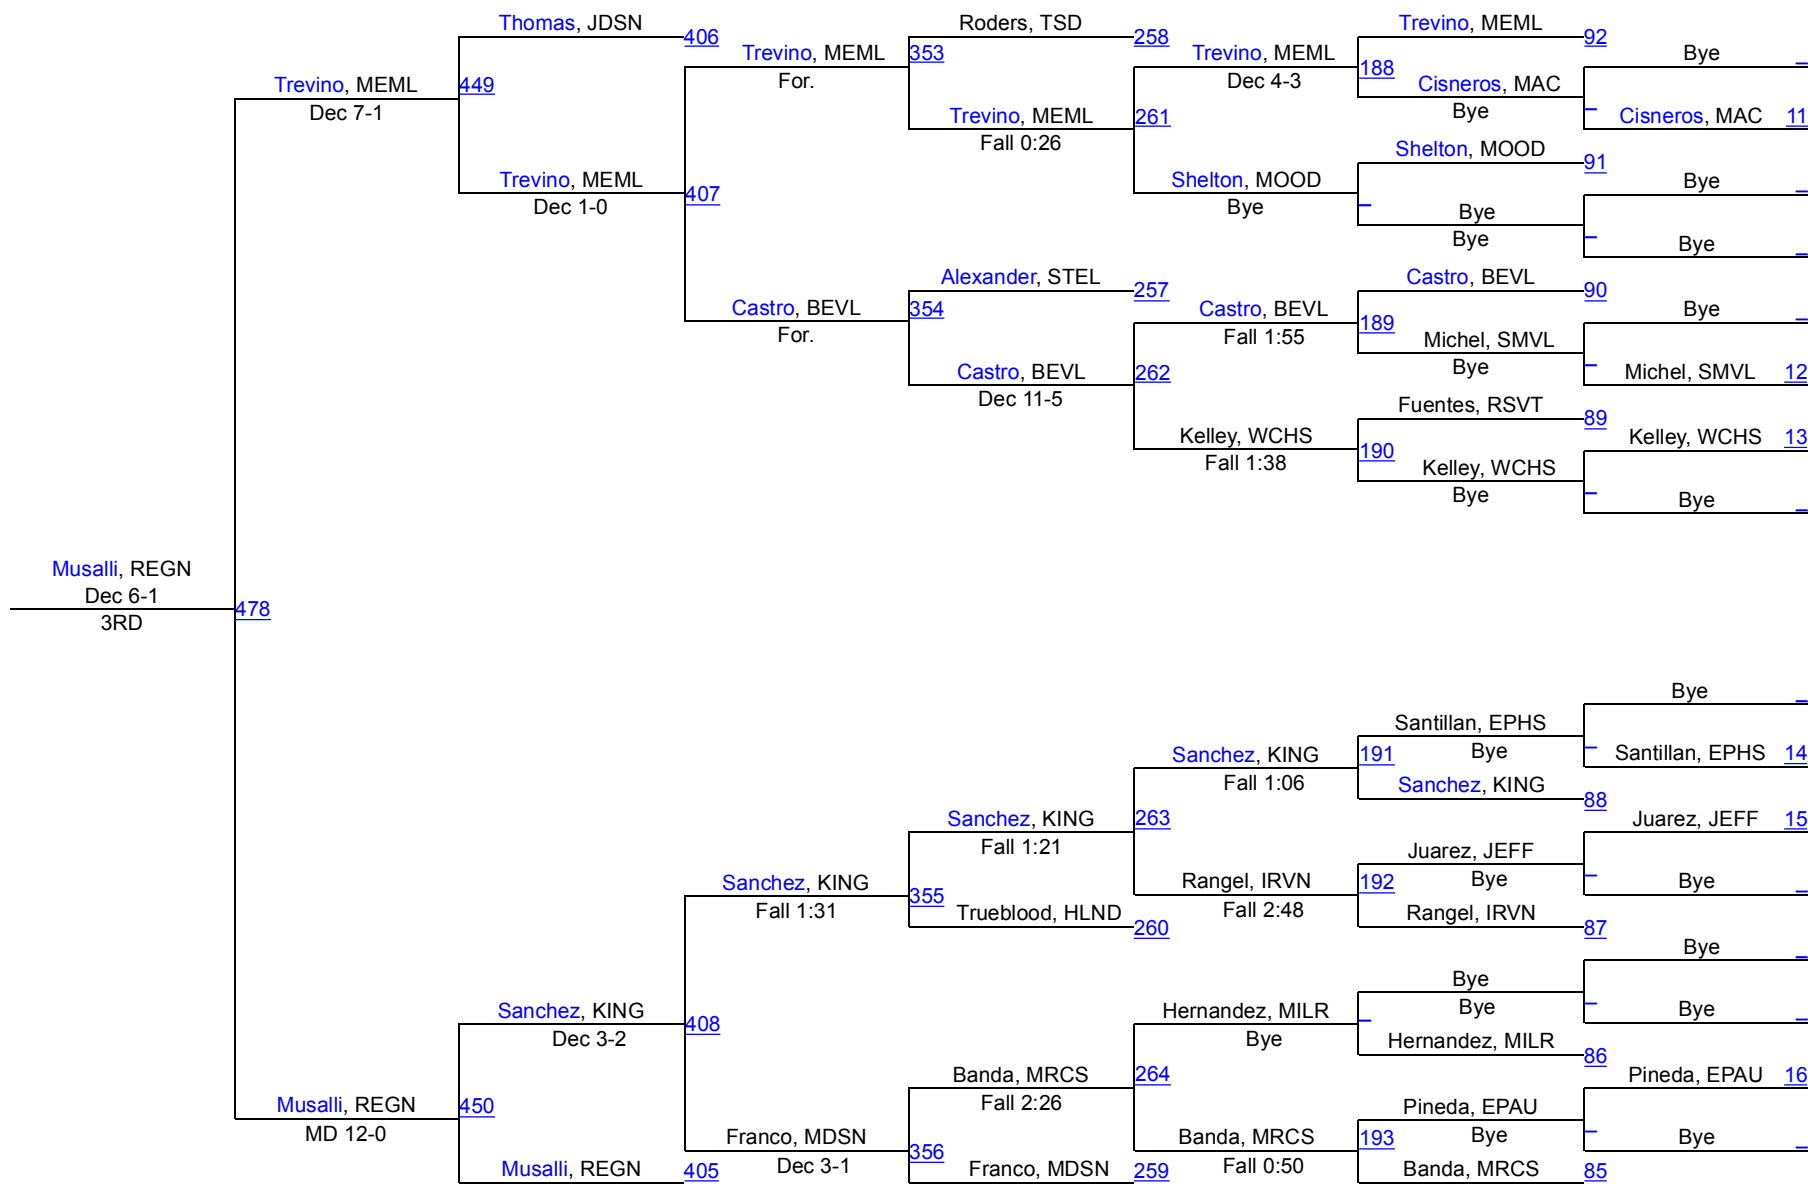 Thomas, JDSN 406
Roders, TSD 258
Trevino, MEML 92
Trevino, MEML 353
Trevino, MEML 188
Bye _
For.
Dec 4-3
Cisneros, MAC
Trevino, MEML 449
Bye _
Dec 7-1
Trevino, MEML 261
Cisneros, MAC 11
Fall 0:26
Shelton, MOOD 91
Trevino, MEML 407
Shelton, MOOD _
Bye _
Dec 1-0
Bye
Bye
Bye _
Bye _
Alexander, STEL 257
Castro, BEVL 90
Castro, BEVL 354
Castro, BEVL 189
Bye _
For.
Fall 1:55
Michel, SMVL
Bye _
Castro, BEVL 262
Michel, SMVL 12
Dec 11-5
Fuentes, RSVT 89
Kelley, WCHS 190
Kelley, WCHS 13
Fall 1:38
Kelley, WCHS
Bye _
Bye _
Musalli, REGN
Dec 6-1
478
3RD
Bye _
Santillan, EPHS
Sanchez, KING 191
Bye _
Santillan, EPHS 14
Fall 1:06
Sanchez, KING 88
Sanchez, KING 263
Juarez, JEFF 15
Fall 1:21
Juarez, JEFF
Sanchez, KING 355
Rangel, IRVN 192
Bye _
Bye _
Fall 1:31
Trueblood, HLND 260
Fall 2:48
Rangel, IRVN 87
Bye _
Bye
Sanchez, KING 408
Hernandez, MILR _
Bye _
Bye _
Dec 3-2
Bye
Hernandez, MILR 86
Banda, MRCS 264
Pineda, EPAU 16
Fall 2:26
Musalli, REGN 450
Pineda, EPAU
MD 12-0
Franco, MDSN 356
Banda, MRCS 193
Bye _
Bye _
Dec 3-1
Fall 0:50
Musalli, REGN 405
Franco, MDSN 259
Banda, MRCS 85